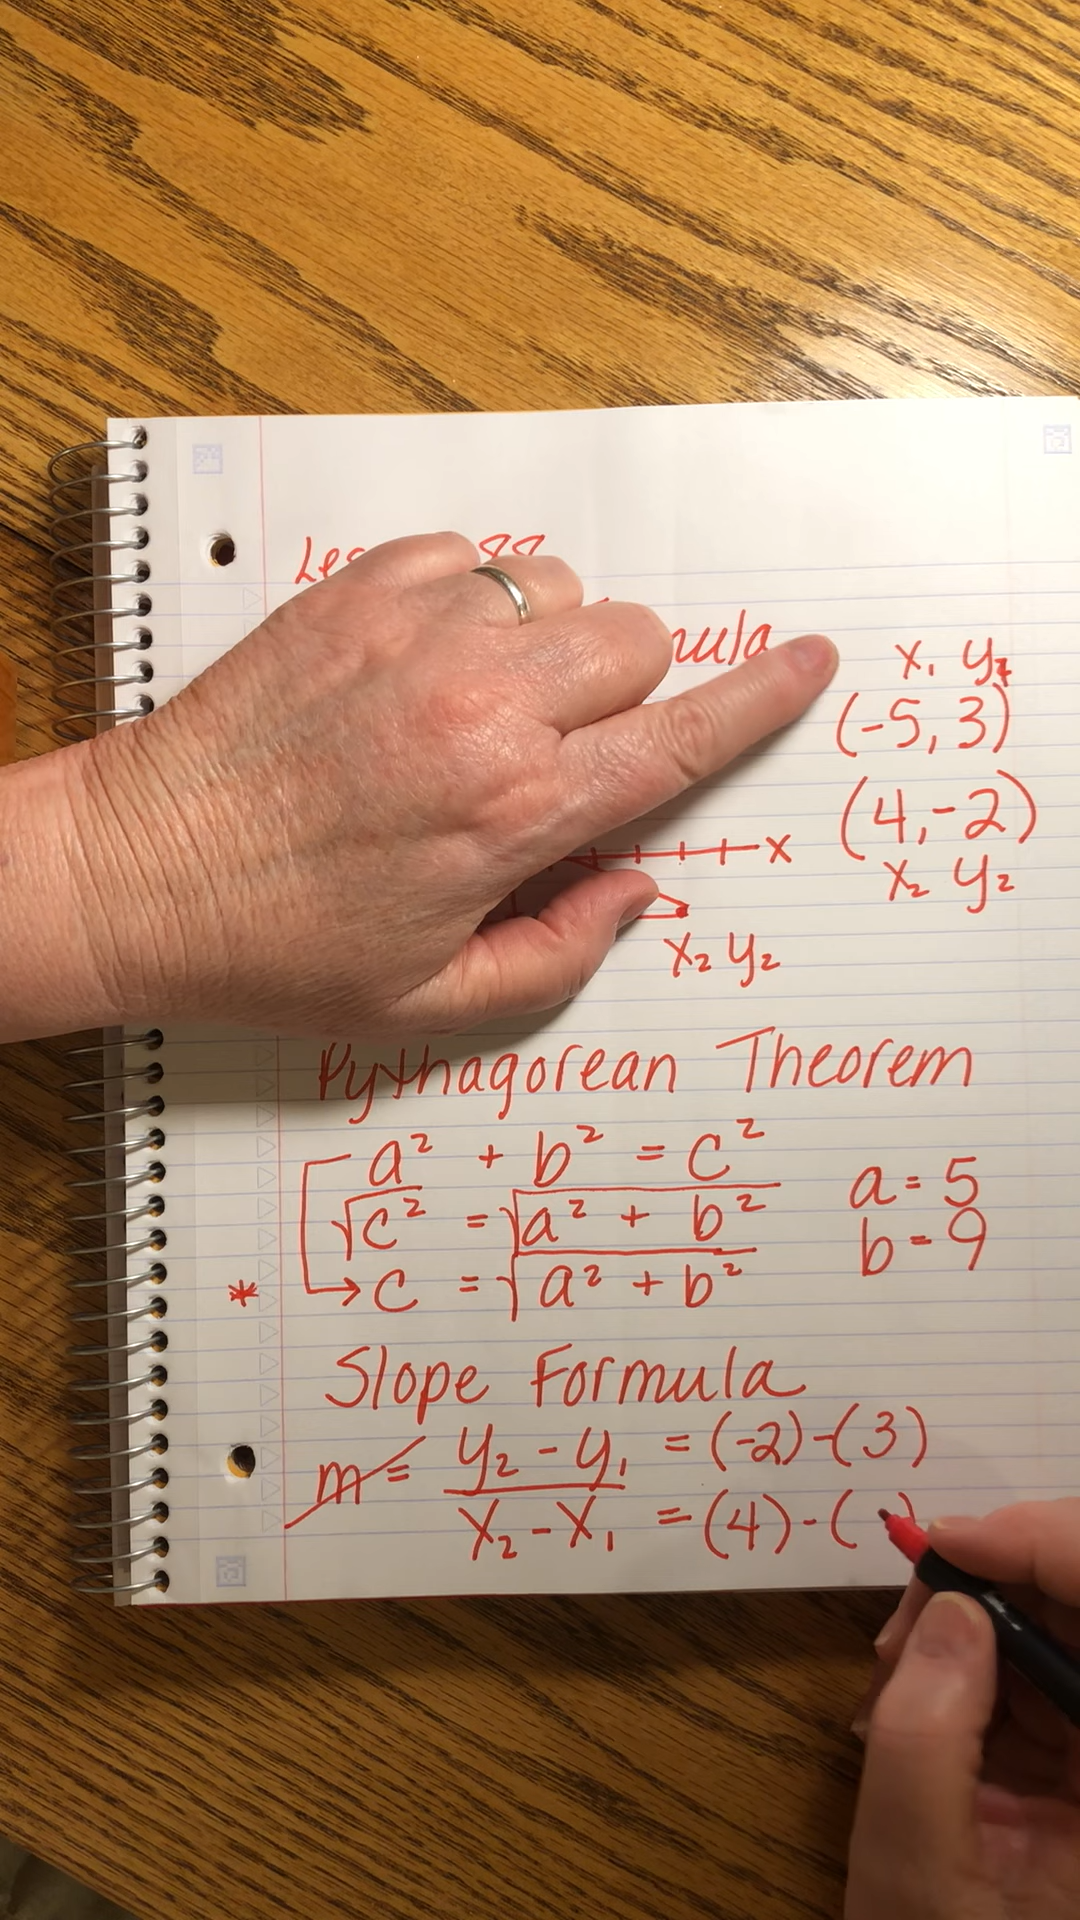 88
x₁ y₁
(-5, 3)
(4, -2)
x₂ y₂
x
x₂ y₂
Pythagorean Theorem
a² + b² = c²
√c² = √a² + b²
a = 5
b = 9
* → c = √a² + b²
Slope Formula
m = y₂ - y₁ = (-2) - (3)
x₂ - x₁ = (4) - ( )